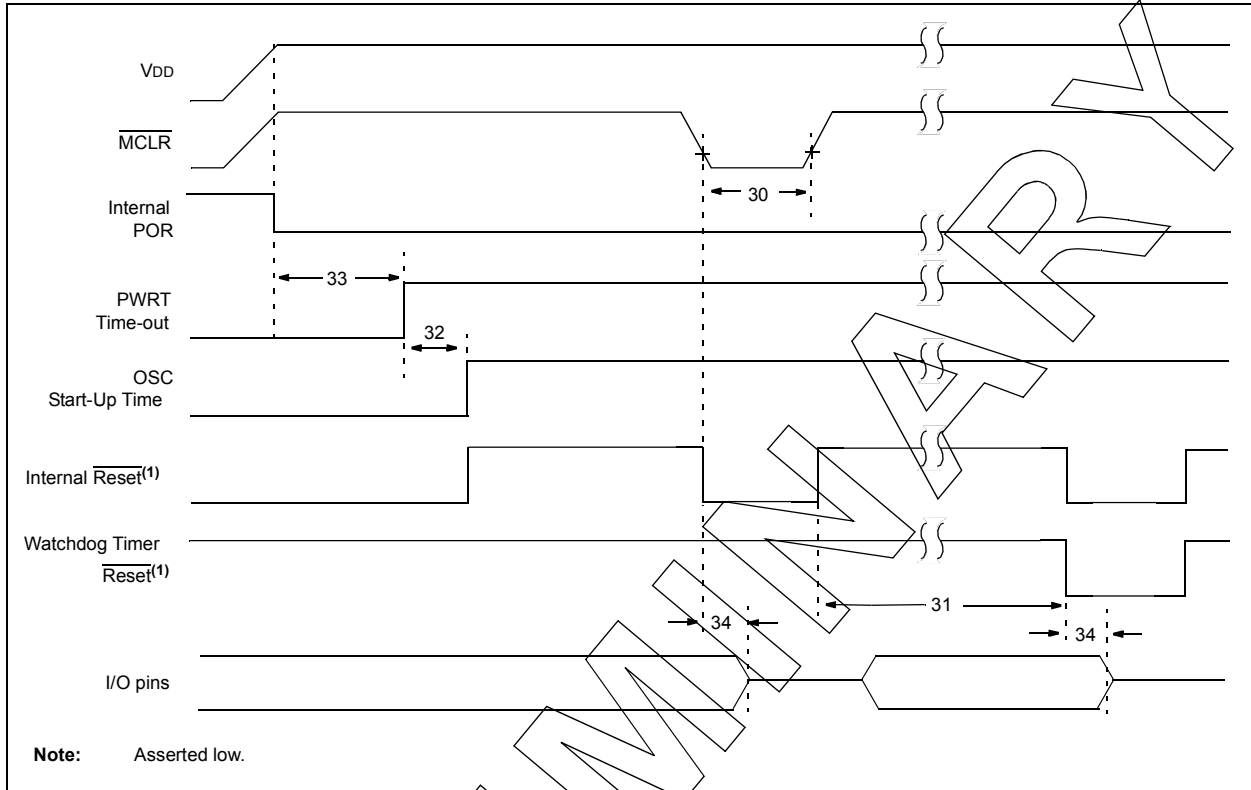 VDD
MCLR
30
Internal
POR
33
PWRT
Time-out
32
OSC
Start-Up Time
Internal Reset(1)
Watchdog Timer
Reset(1)
31
34
34
I/O pins
Note: Asserted low.
M I N A R Y